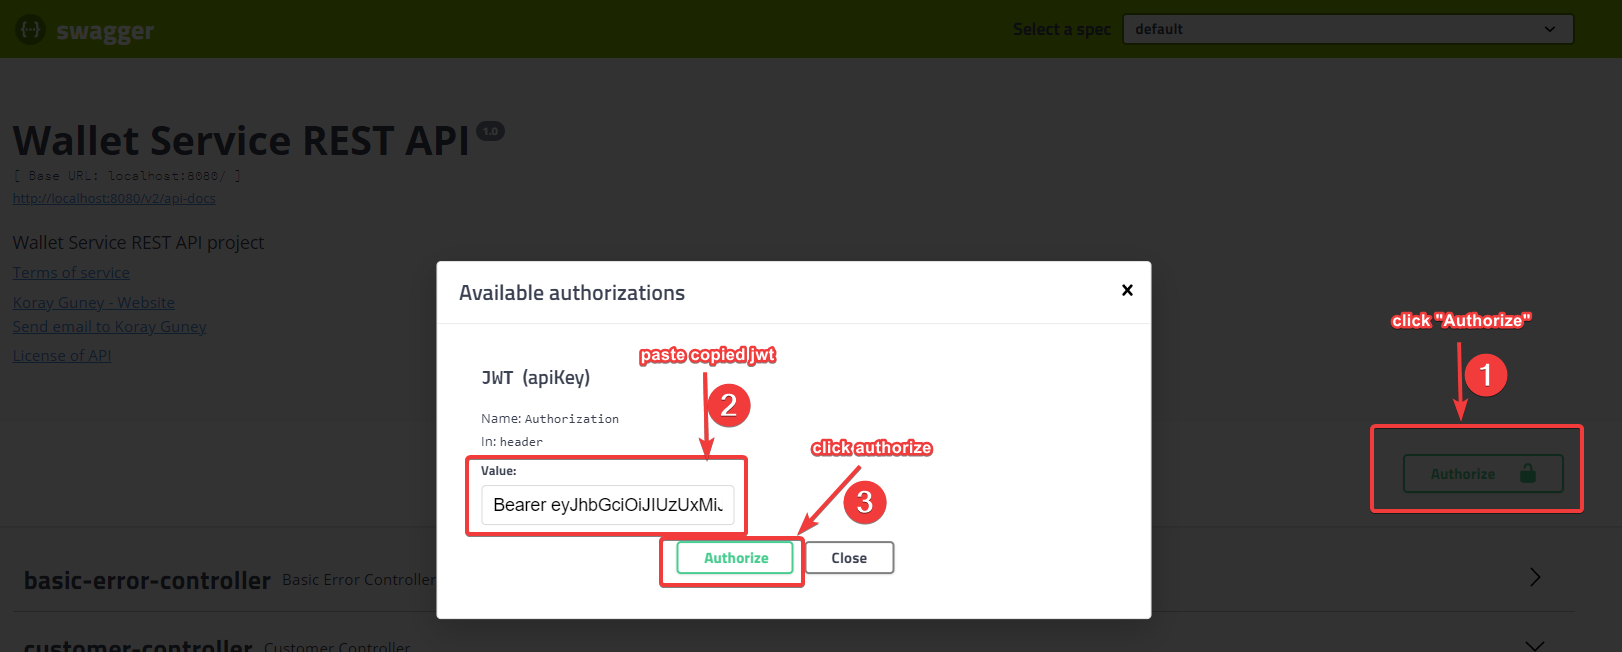 {··} swagger
Select a spec
default
Wallet Service REST API 1.0
[ Base URL: localhost:8080/ ]
http://localhost:8080/v2/api-docs
Wallet Service REST API project
Terms of service
Koray Guney - Website
Send email to Koray Guney
License of API
Available authorizations
×
click "Authorize"
1
Authorize
paste copied jwt
2
JWT (apiKey)
Name: Authorization
In: header
click authorize
3
Value:
Bearer eyJhbGciOiJIUzUxMiJ
Authorize
Close
basic-error-controller Basic Error Controller
customer-controller Customer Controller